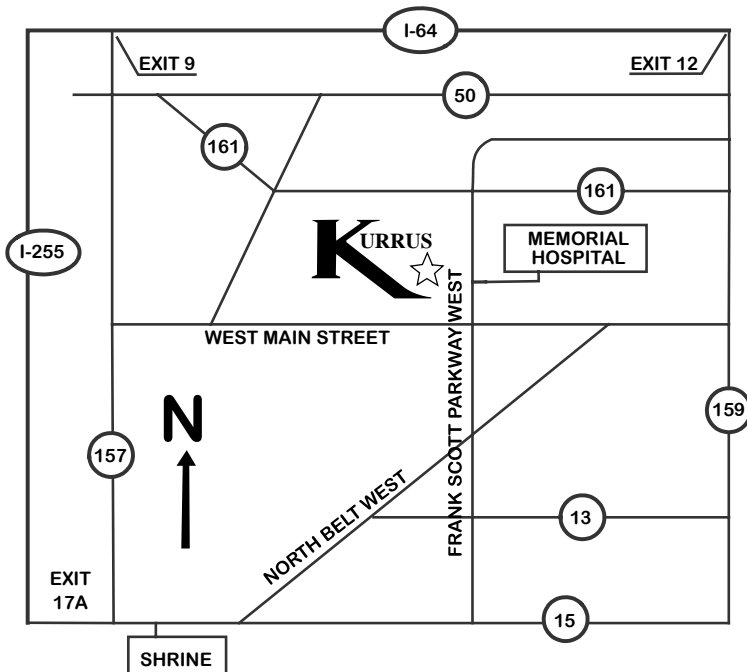 I-64
EXIT 9
EXIT 12
50
161
161
KURRUS
MEMORIAL
HOSPITAL
I-255
FRANK SCOTT PARKWAY WEST
WEST MAIN STREET
159
N
157
NORTH BELT WEST
13
EXIT
17A
15
SHRINE